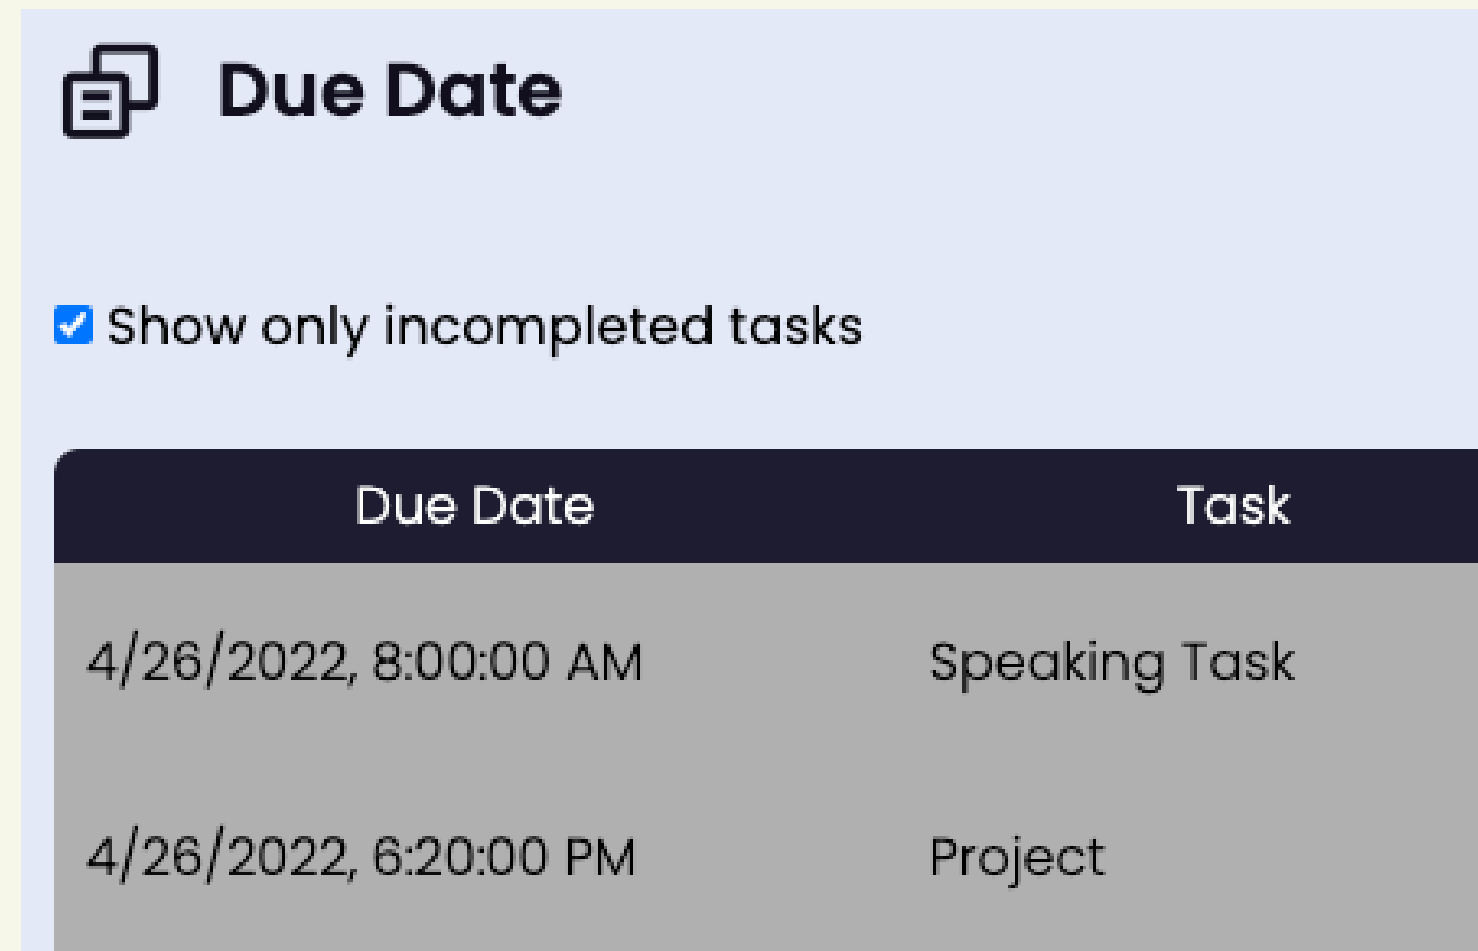 Due Date
Show only incompleted tasks
Due Date Task
4/26/2022, 8:00:00 AM Speaking Task
4/26/2022, 6:20:00 PM Project